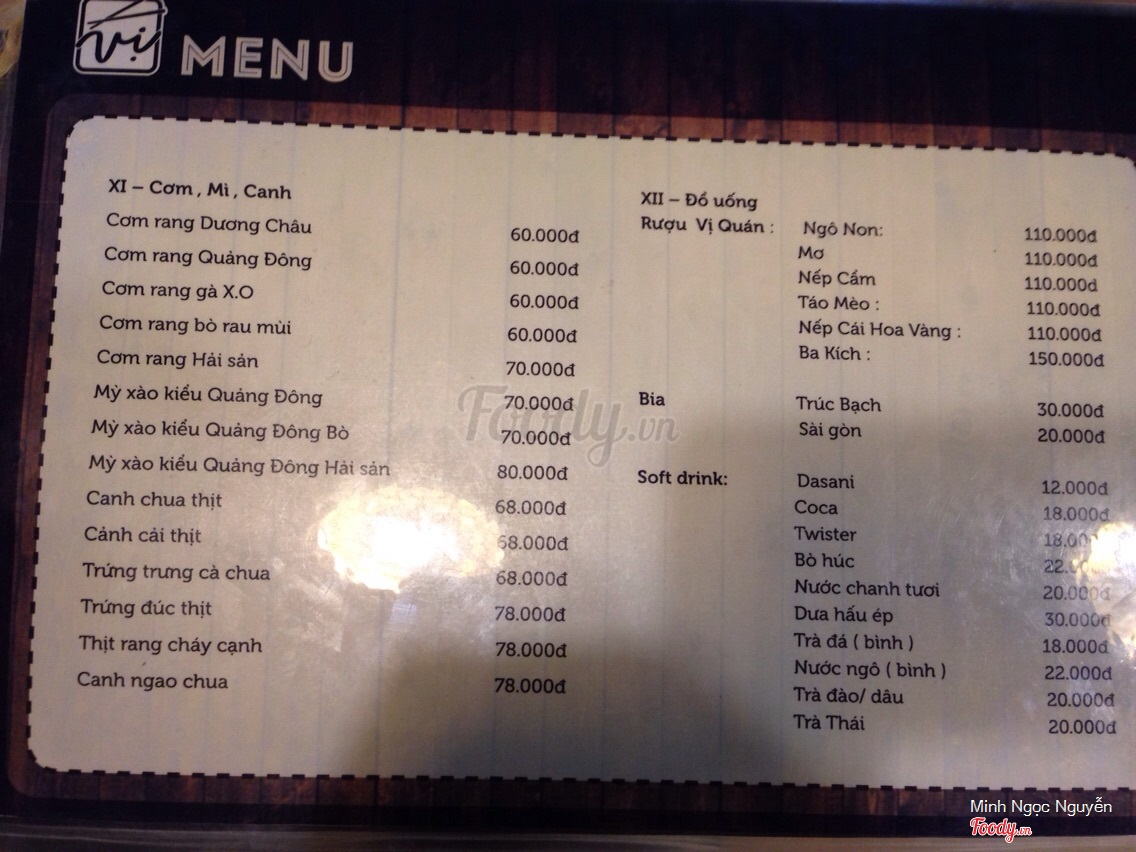 Vị MENU
XI – Cơm , Mì , Canh
Cơm rang Dương Châu 60.000đ
Cơm rang Quảng Đông 60.000đ
Cơm rang gà X.O 60.000đ
Cơm rang bò rau mùi 60.000đ
Cơm rang Hải sản 70.000đ
Mỳ xào kiểu Quảng Đông 70.000đ
Mỳ xào kiểu Quảng Đông Bò 70.000đ
Mỳ xào kiểu Quảng Đông Hải sản 80.000đ
Canh chua thịt 68.000đ
Cảnh cải thịt 68.000đ
Trứng trưng cà chua 68.000đ
Trứng đúc thịt 78.000đ
Thịt rang cháy cạnh 78.000đ
Canh ngao chua 78.000đ
XII – Đồ uống
Rượu Vị Quán : Ngô Non: 110.000đ
Mơ 110.000đ
Nếp Cẩm 110.000đ
Táo Mèo : 110.000đ
Nếp Cái Hoa Vàng : 110.000đ
Ba Kích : 150.000đ
Bia Trúc Bạch 30.000đ
Sài gòn 20.000đ
Soft drink: Dasani 12.000đ
Coca 18.000đ
Twister 18.00
Bò húc 22.
Nước chanh tươi 20.000đ
Dưa hấu ép 30.000đ
Trà đá ( bình ) 18.000đ
Nước ngô ( bình ) 22.000đ
Trà đào/ dâu 20.000đ
Trà Thái 20.000đ
Foody.vn
Minh Ngọc Nguyễn
Foody.vn